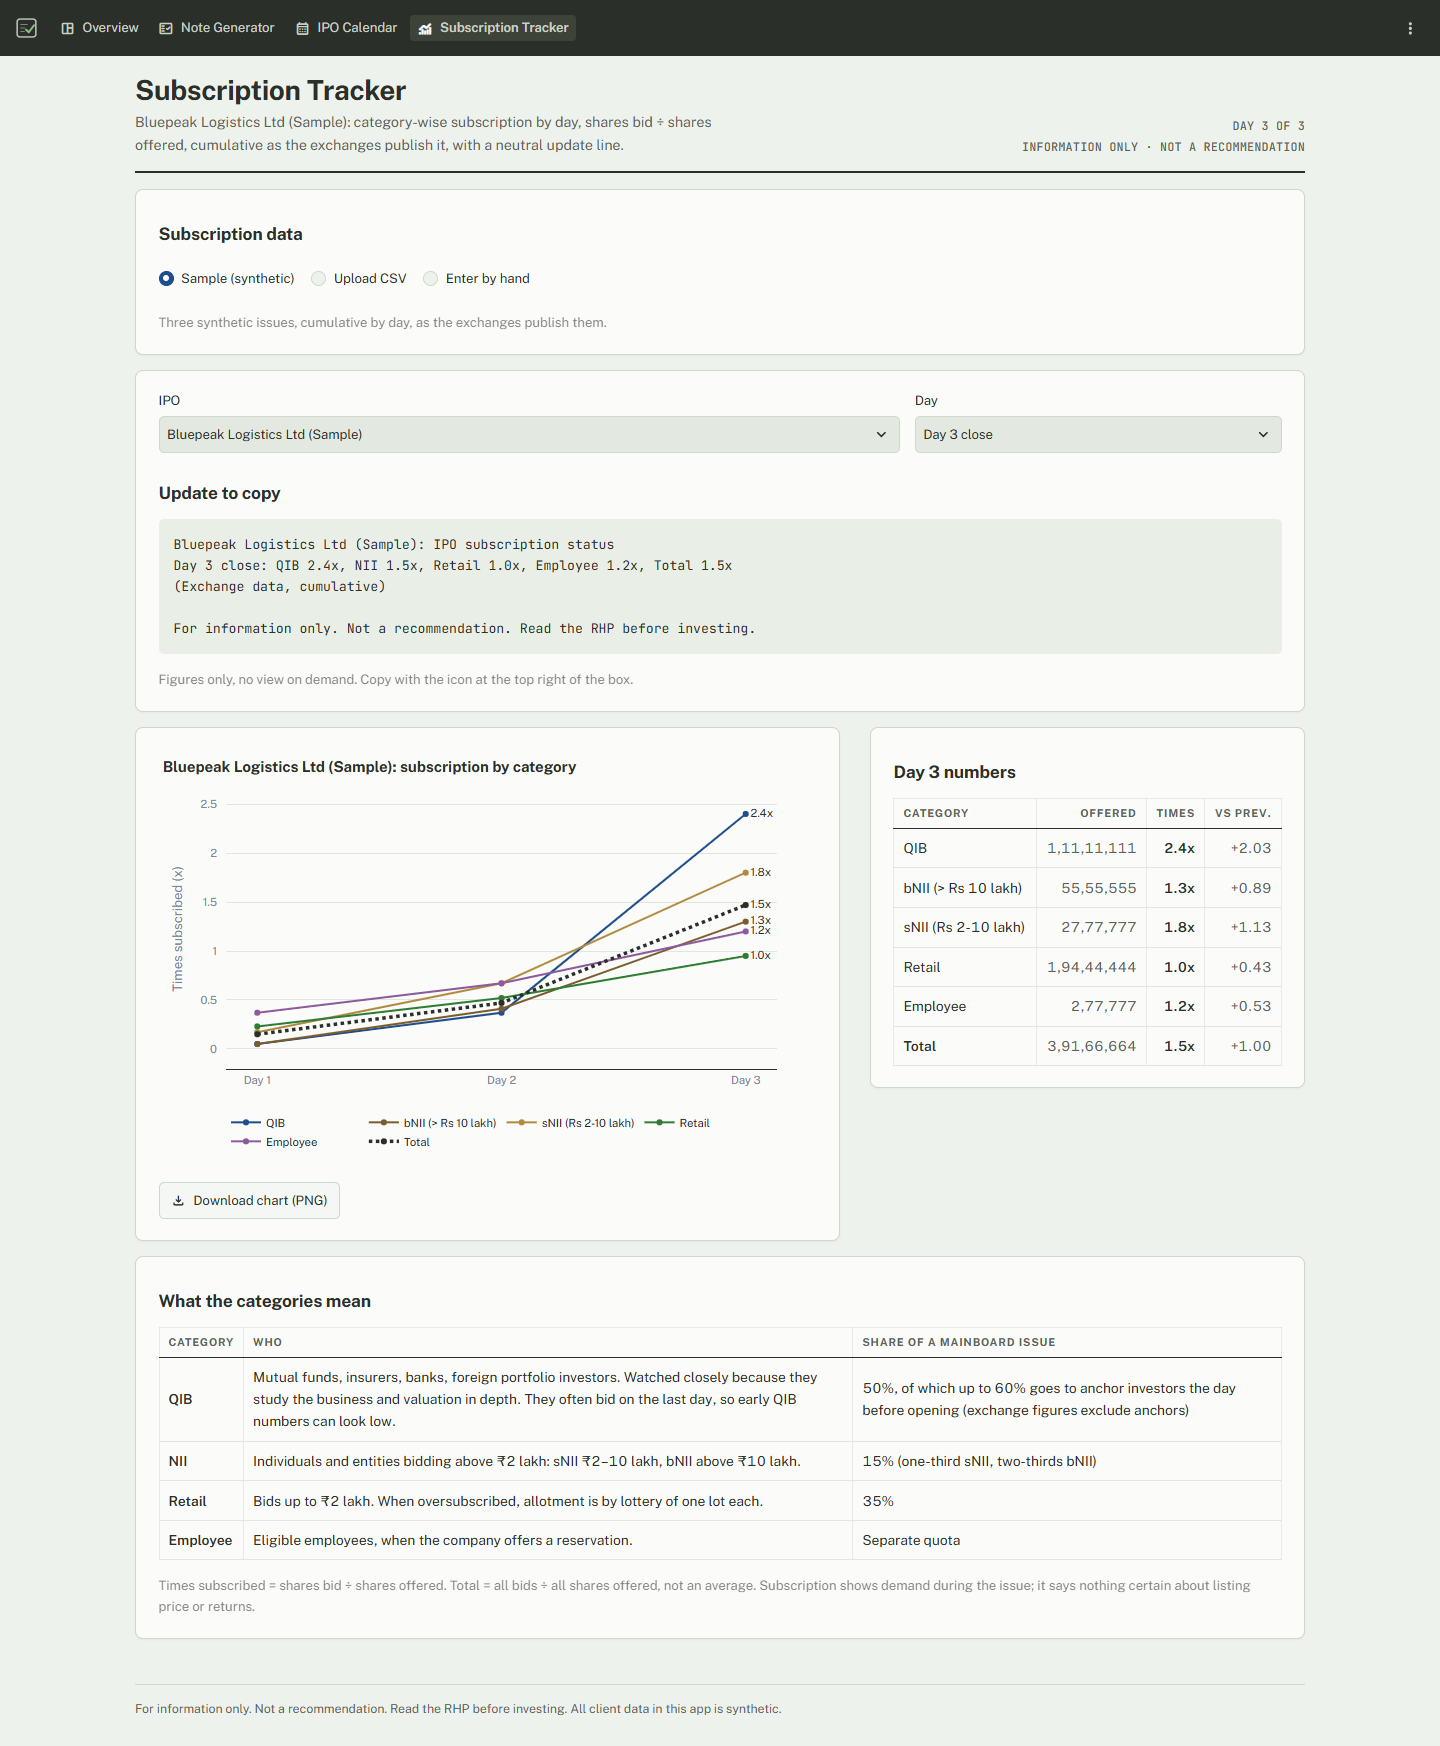 Overview
Note Generator
IPO Calendar
Subscription Tracker
Subscription Tracker
Bluepeak Logistics Ltd (Sample): category-wise subscription by day, shares bid ÷ shares
offered, cumulative as the exchanges publish it, with a neutral update line.
DAY 3 OF 3
INFORMATION ONLY · NOT A RECOMMENDATION
Subscription data
Sample (synthetic)
Upload CSV
Enter by hand
Three synthetic issues, cumulative by day, as the exchanges publish them.
IPO
Day
Bluepeak Logistics Ltd (Sample)
Day 3 close
Update to copy
Bluepeak Logistics Ltd (Sample): IPO subscription status
Day 3 close: QIB 2.4x, NII 1.5x, Retail 1.0x, Employee 1.2x, Total 1.5x
(Exchange data, cumulative)
For information only. Not a recommendation. Read the RHP before investing.
Figures only, no view on demand. Copy with the icon at the top right of the box.
Bluepeak Logistics Ltd (Sample): subscription by category
Times subscribed (x)
2.5
2
1.5
1
0.5
0
2.4x
1.8x
1.5x
1.3x
1.2x
1.0x
Day 1
Day 2
Day 3
QIB
bNII (> Rs 10 lakh)
sNII (Rs 2-10 lakh)
Retail
Employee
Total
Download chart (PNG)
Day 3 numbers
CATEGORY OFFERED TIMES VS PREV.
QIB 1,11,11,111 2.4x +2.03
bNII (> Rs 10 lakh) 55,55,555 1.3x +0.89
sNII (Rs 2-10 lakh) 27,77,777 1.8x +1.13
Retail 1,94,44,444 1.0x +0.43
Employee 2,77,777 1.2x +0.53
Total 3,91,66,664 1.5x +1.00
What the categories mean
CATEGORY WHO SHARE OF A MAINBOARD ISSUE
QIB
Mutual funds, insurers, banks, foreign portfolio investors. Watched closely because they
study the business and valuation in depth. They often bid on the last day, so early QIB
numbers can look low.
50%, of which up to 60% goes to anchor investors the day
before opening (exchange figures exclude anchors)
NII Individuals and entities bidding above ₹2 lakh: sNII ₹2–10 lakh, bNII above ₹10 lakh. 15% (one-third sNII, two-thirds bNII)
Retail Bids up to ₹2 lakh. When oversubscribed, allotment is by lottery of one lot each. 35%
Employee Eligible employees, when the company offers a reservation. Separate quota
Times subscribed = shares bid ÷ shares offered. Total = all bids ÷ all shares offered, not an average. Subscription shows demand during the issue; it says nothing certain about listing
price or returns.
For information only. Not a recommendation. Read the RHP before investing. All client data in this app is synthetic.